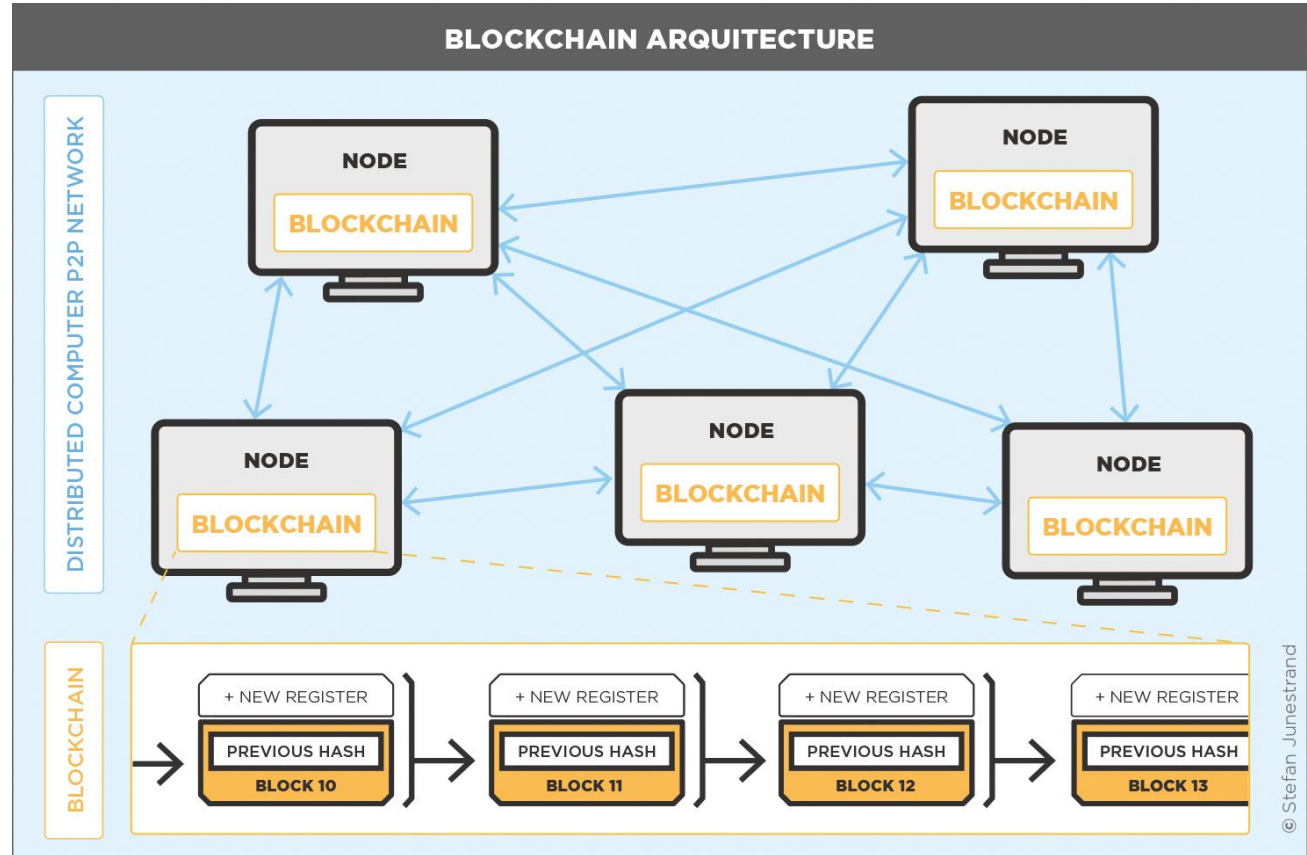 BLOCKCHAIN ARQUITECTURE
DISTRIBUTED COMPUTER P2P NETWORK
NODE
BLOCKCHAIN
NODE
BLOCKCHAIN
NODE
BLOCKCHAIN
NODE
BLOCKCHAIN
NODE
BLOCKCHAIN
BLOCKCHAIN
+ NEW REGISTER
PREVIOUS HASH
BLOCK 10
+ NEW REGISTER
PREVIOUS HASH
BLOCK 11
+ NEW REGISTER
PREVIOUS HASH
BLOCK 12
+ NEW REGISTER
PREVIOUS HASH
BLOCK 13
© Stefan Junestrand